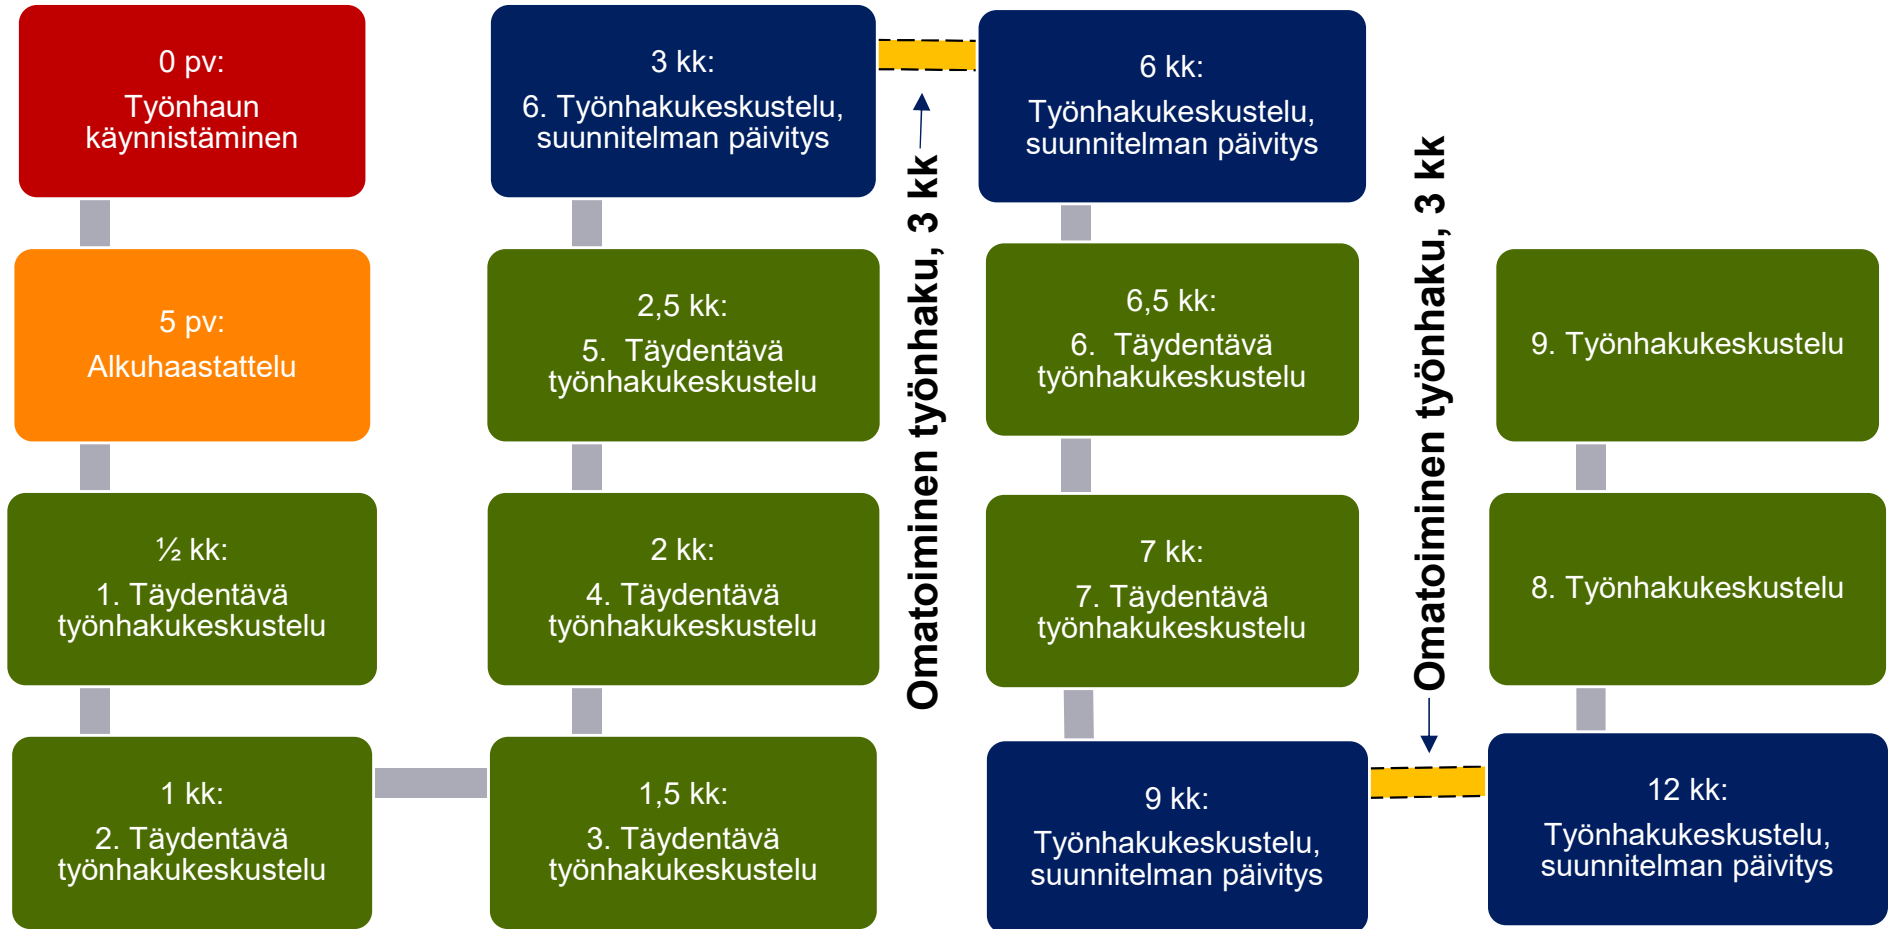 0 pv:
Työnhaun
käynnistäminen
5 pv:
Alkuhaastattelu
½ kk:
1. Täydentävä
työnhakukeskustelu
1 kk:
2. Täydentävä
työnhakukeskustelu
1,5 kk:
3. Täydentävä
työnhakukeskustelu
2 kk:
4. Täydentävä
työnhakukeskustelu
2,5 kk:
5. Täydentävä
työnhakukeskustelu
3 kk:
6. Työnhakukeskustelu,
suunnitelman päivitys
Omatoiminen työnhaku, 3 kk
6 kk:
Työnhakukeskustelu,
suunnitelman päivitys
6,5 kk:
6. Täydentävä
työnhakukeskustelu
7 kk:
7. Täydentävä
työnhakukeskustelu
9 kk:
Työnhakukeskustelu,
suunnitelman päivitys
Omatoiminen työnhaku, 3 kk
12 kk:
Työnhakukeskustelu,
suunnitelman päivitys
8. Työnhakukeskustelu
9. Työnhakukeskustelu